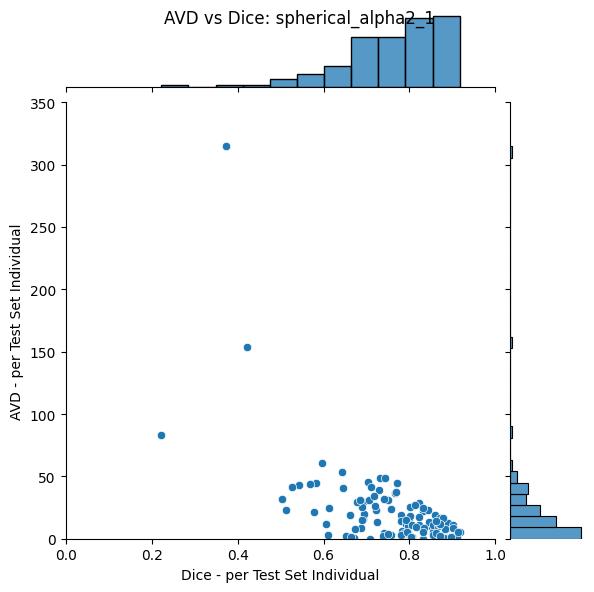 AVD vs Dice: spherical_alpha2_1
350
300
250
200
150
100
50
0
AVD - per Test Set Individual
0.0 0.2 0.4 0.6 0.8 1.0
Dice - per Test Set Individual